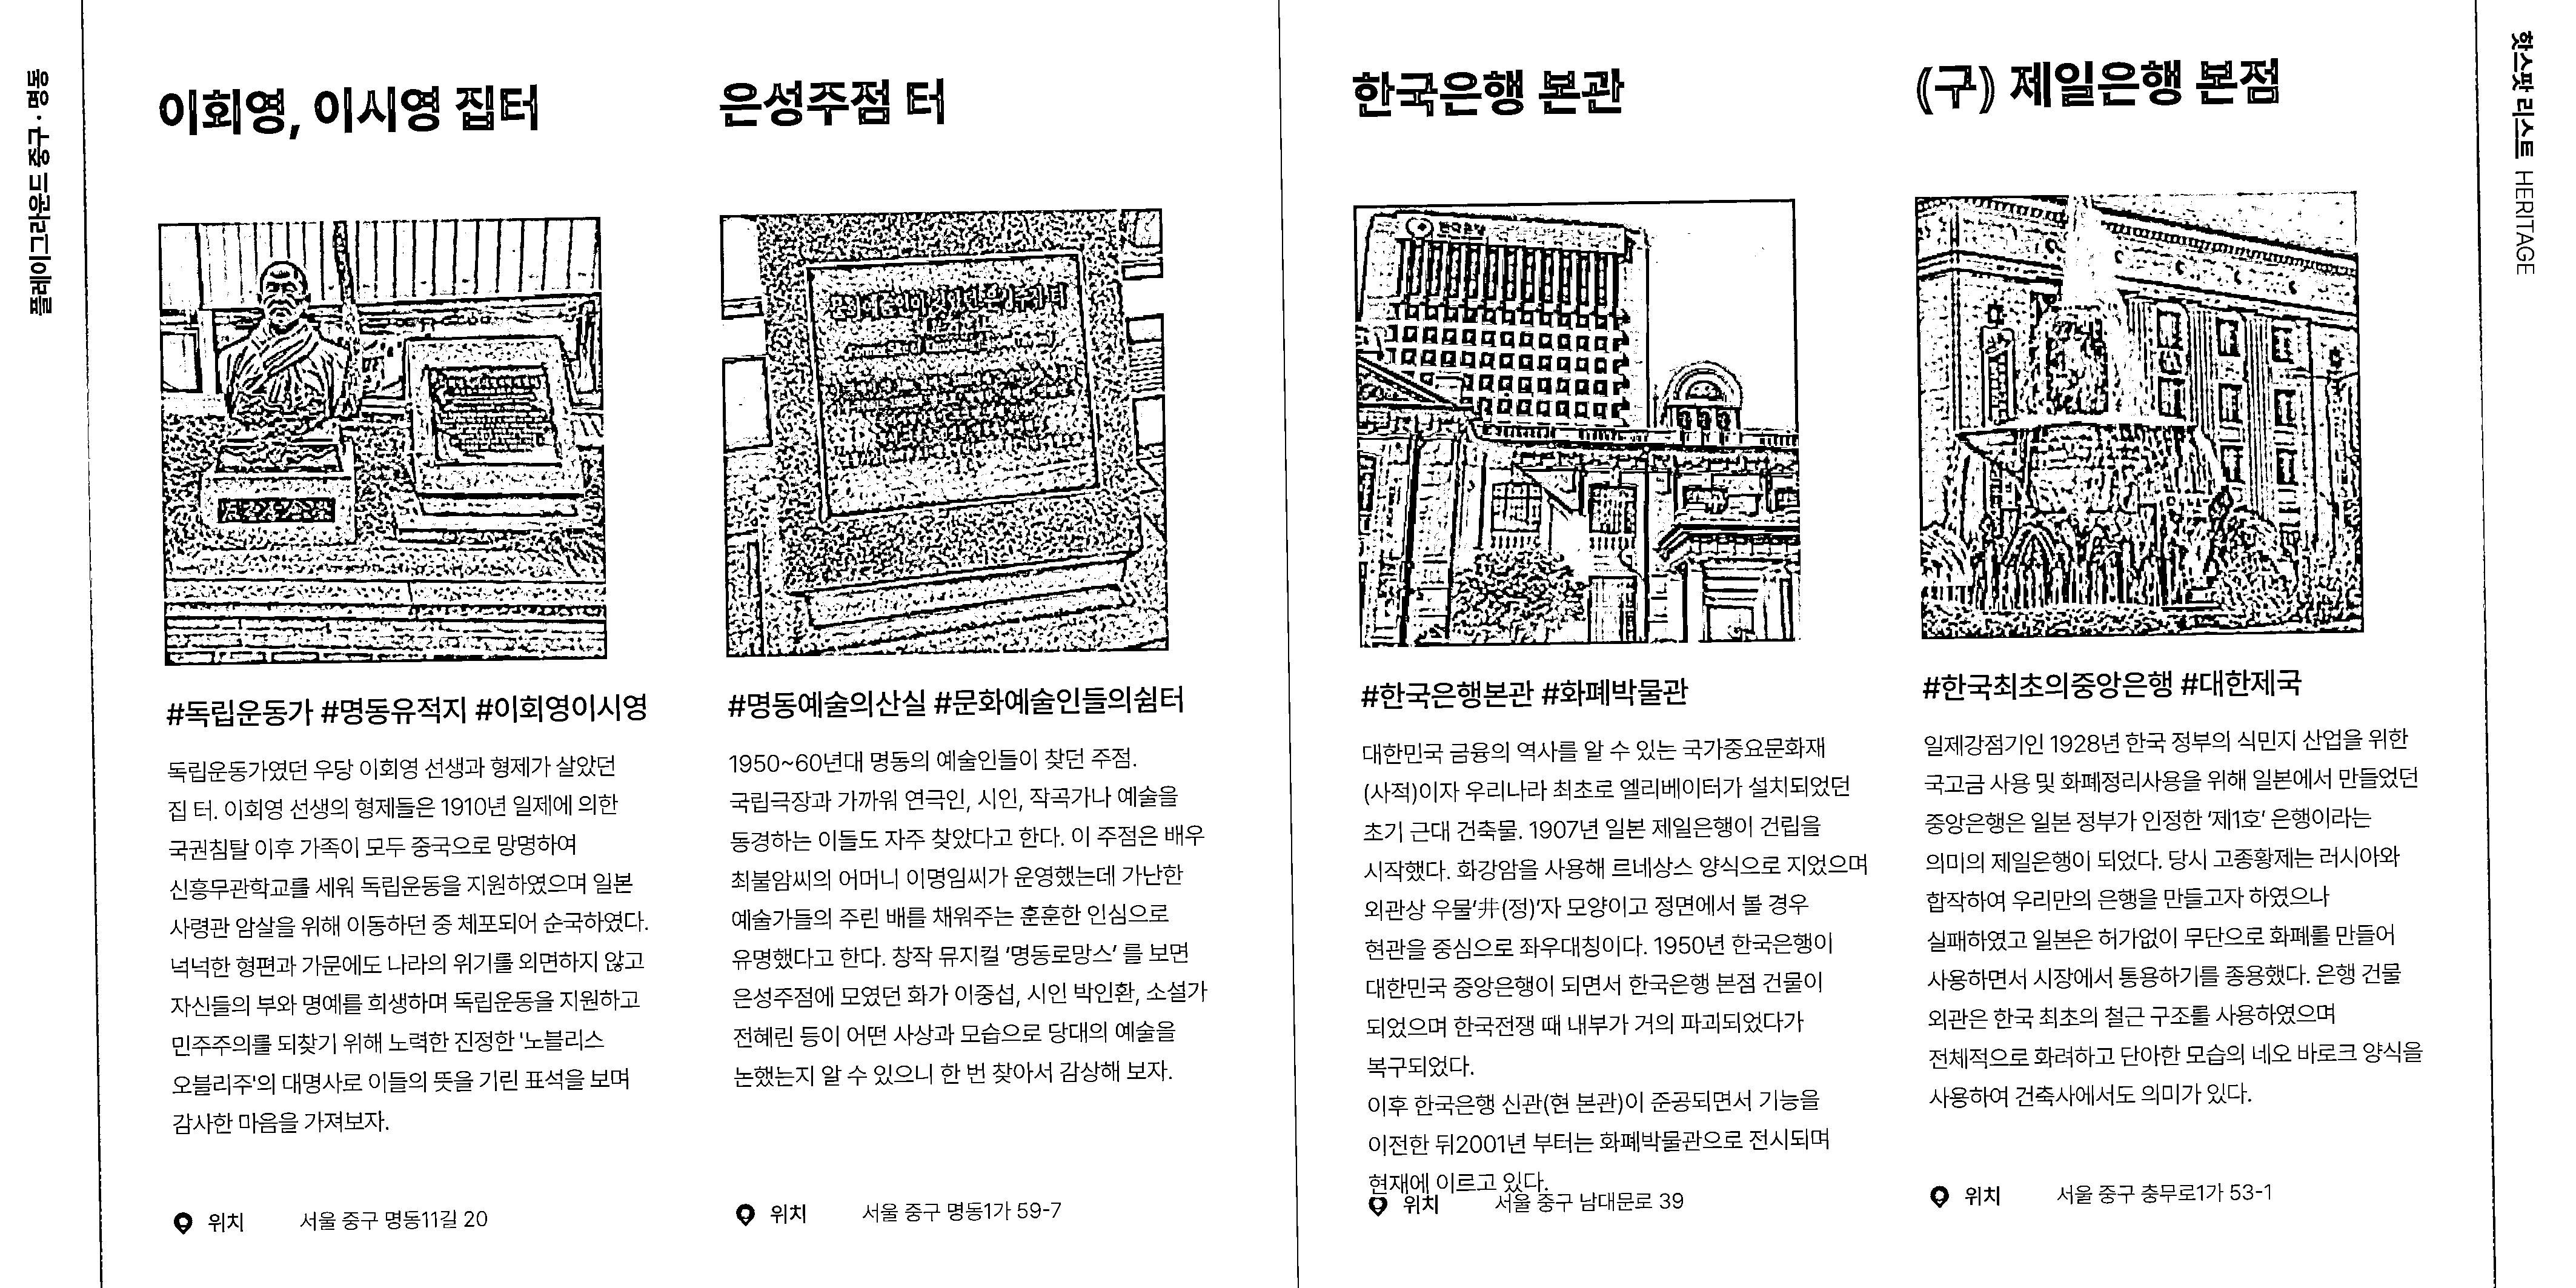 플레이그라운드 중구 · 명동
이회영, 이시영 집터
#독립운동가 #명동유적지 #이회영이시영
독립운동가였던 우당 이회영 선생과 형제가 살았던
집 터. 이회영 선생의 형제들은 1910년 일제에 의한
국권침탈 이후 가족이 모두 중국으로 망명하여
신흥무관학교를 세워 독립운동을 지원하였으며 일본
사령관 암살을 위해 이동하던 중 체포되어 순국하였다.
넉넉한 형편과 가문에도 나라의 위기를 외면하지 않고
자신들의 부와 명예를 희생하며 독립운동을 지원하고
민주주의를 되찾기 위해 노력한 진정한 '노블리스
오블리주'의 대명사로 이들의 뜻을 기린 표석을 보며
감사한 마음을 가져보자.
위치 서울 중구 명동11길 20
은성주점 터
#명동예술의산실 #문화예술인들의쉼터
1950~60년대 명동의 예술인들이 찾던 주점.
국립극장과 가까워 연극인, 시인, 작곡가나 예술을
동경하는 이들도 자주 찾았다고 한다. 이 주점은 배우
최불암씨의 어머니 이명임씨가 운영했는데 가난한
예술가들의 주린 배를 채워주는 훈훈한 인심으로
유명했다고 한다. 창작 뮤지컬 ‘명동로망스’ 를 보면
은성주점에 모였던 화가 이중섭, 시인 박인환, 소설가
전혜린 등이 어떤 사상과 모습으로 당대의 예술을
논했는지 알 수 있으니 한 번 찾아서 감상해 보자.
위치 서울 중구 명동1가 59-7
한국은행 본관
한국은행
#한국은행본관 #화폐박물관
대한민국 금융의 역사를 알 수 있는 국가중요문화재
(사적)이자 우리나라 최초로 엘리베이터가 설치되었던
초기 근대 건축물. 1907년 일본 제일은행이 건립을
시작했다. 화강암을 사용해 르네상스 양식으로 지었으며
외관상 우물‘井(정)’자 모양이고 정면에서 볼 경우
현관을 중심으로 좌우대칭이다. 1950년 한국은행이
대한민국 중앙은행이 되면서 한국은행 본점 건물이
되었으며 한국전쟁 때 내부가 거의 파괴되었다가
복구되었다.
이후 한국은행 신관(현 본관)이 준공되면서 기능을
이전한 뒤2001년 부터는 화폐박물관으로 전시되며
현재에 이르고 있다.
위치 서울 중구 남대문로 39
(구) 제일은행 본점
#한국최초의중앙은행 #대한제국
일제강점기인 1928년 한국 정부의 식민지 산업을 위한
국고금 사용 및 화폐정리사용을 위해 일본에서 만들었던
중앙은행은 일본 정부가 인정한 ‘제1호’ 은행이라는
의미의 제일은행이 되었다. 당시 고종황제는 러시아와
합작하여 우리만의 은행을 만들고자 하였으나
실패하였고 일본은 허가없이 무단으로 화폐를 만들어
사용하면서 시장에서 통용하기를 종용했다. 은행 건물
외관은 한국 최초의 철근 구조를 사용하였으며
전체적으로 화려하고 단아한 모습의 네오 바로크 양식을
사용하여 건축사에서도 의미가 있다.
위치 서울 중구 충무로1가 53-1
핫스팟 리스트 HERITAGE